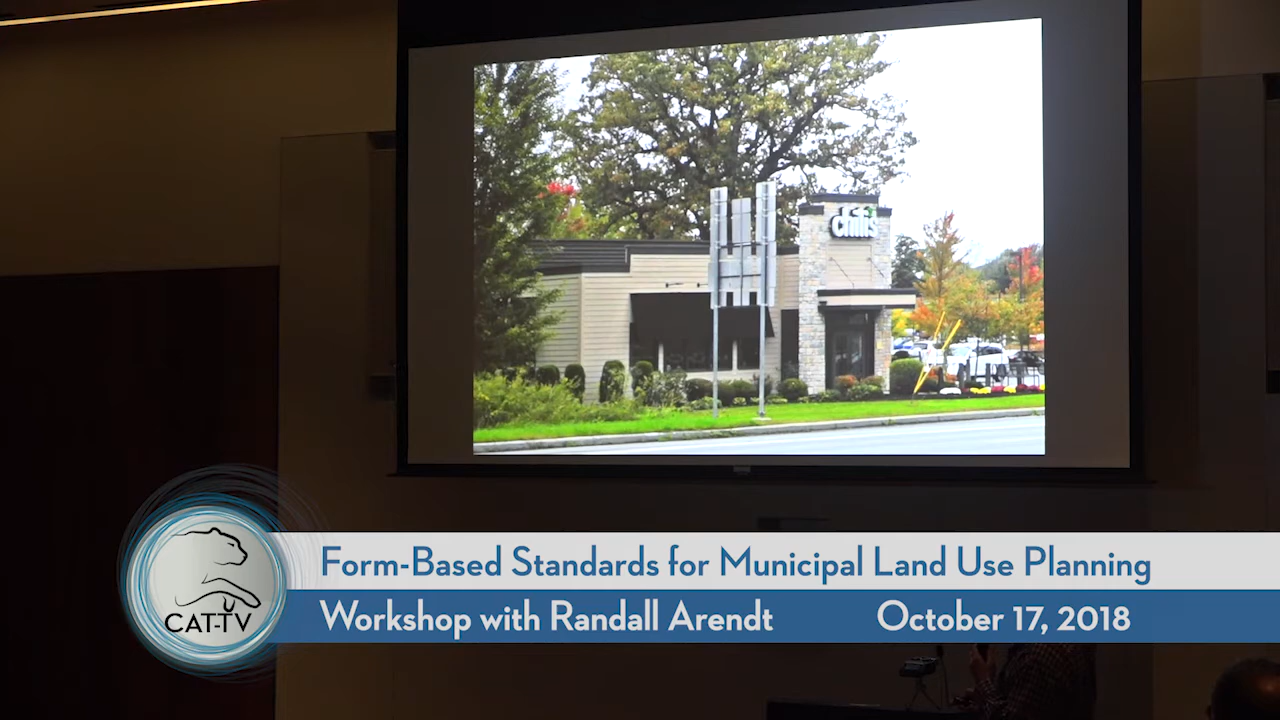 chili's
Form-Based Standards for Municipal Land Use Planning
Workshop with Randall Arendt October 17, 2018
CAT-TV